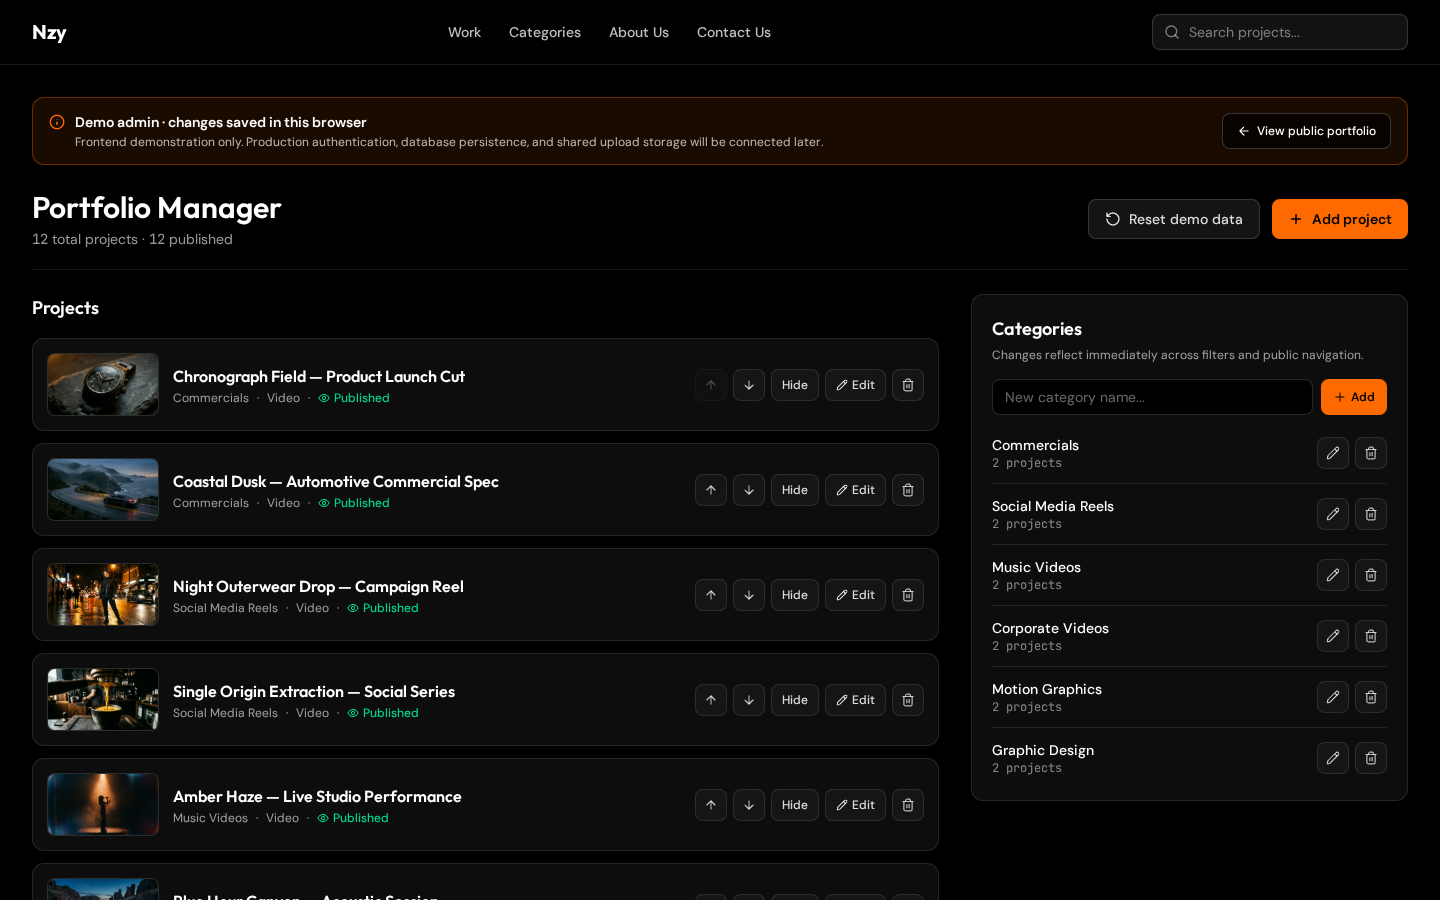 Nzy
Work
Categories
About Us
Contact Us
Search projects...
Demo admin · changes saved in this browser
Frontend demonstration only. Production authentication, database persistence, and shared upload storage will be connected later.
View public portfolio
Portfolio Manager
12 total projects · 12 published
Reset demo data
Add project
Projects
Chronograph Field — Product Launch Cut
Commercials · Video · Published
Hide
Edit
Coastal Dusk — Automotive Commercial Spec
Commercials · Video · Published
Hide
Edit
Night Outerwear Drop — Campaign Reel
Social Media Reels · Video · Published
Hide
Edit
Single Origin Extraction — Social Series
Social Media Reels · Video · Published
Hide
Edit
Amber Haze — Live Studio Performance
Music Videos · Video · Published
Hide
Edit
Blue Hour Canyon — Acoustic Session
Categories
Changes reflect immediately across filters and public navigation.
New category name...
Add
Commercials
2 projects
Social Media Reels
2 projects
Music Videos
2 projects
Corporate Videos
2 projects
Motion Graphics
2 projects
Graphic Design
2 projects